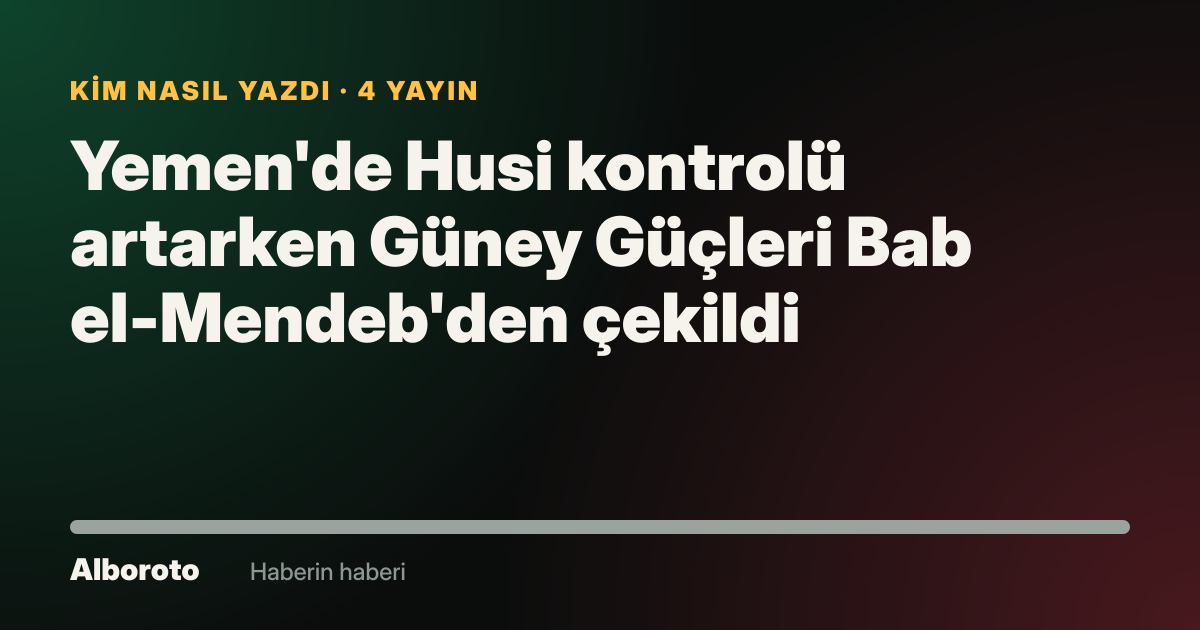 KİM NASIL YAZDI · 4 YAYIN
Yemen'de Husi kontrolü
artarken Güney Güçleri Bab
el-Mendeb'den çekildi
Alboroto
Haberin haberi